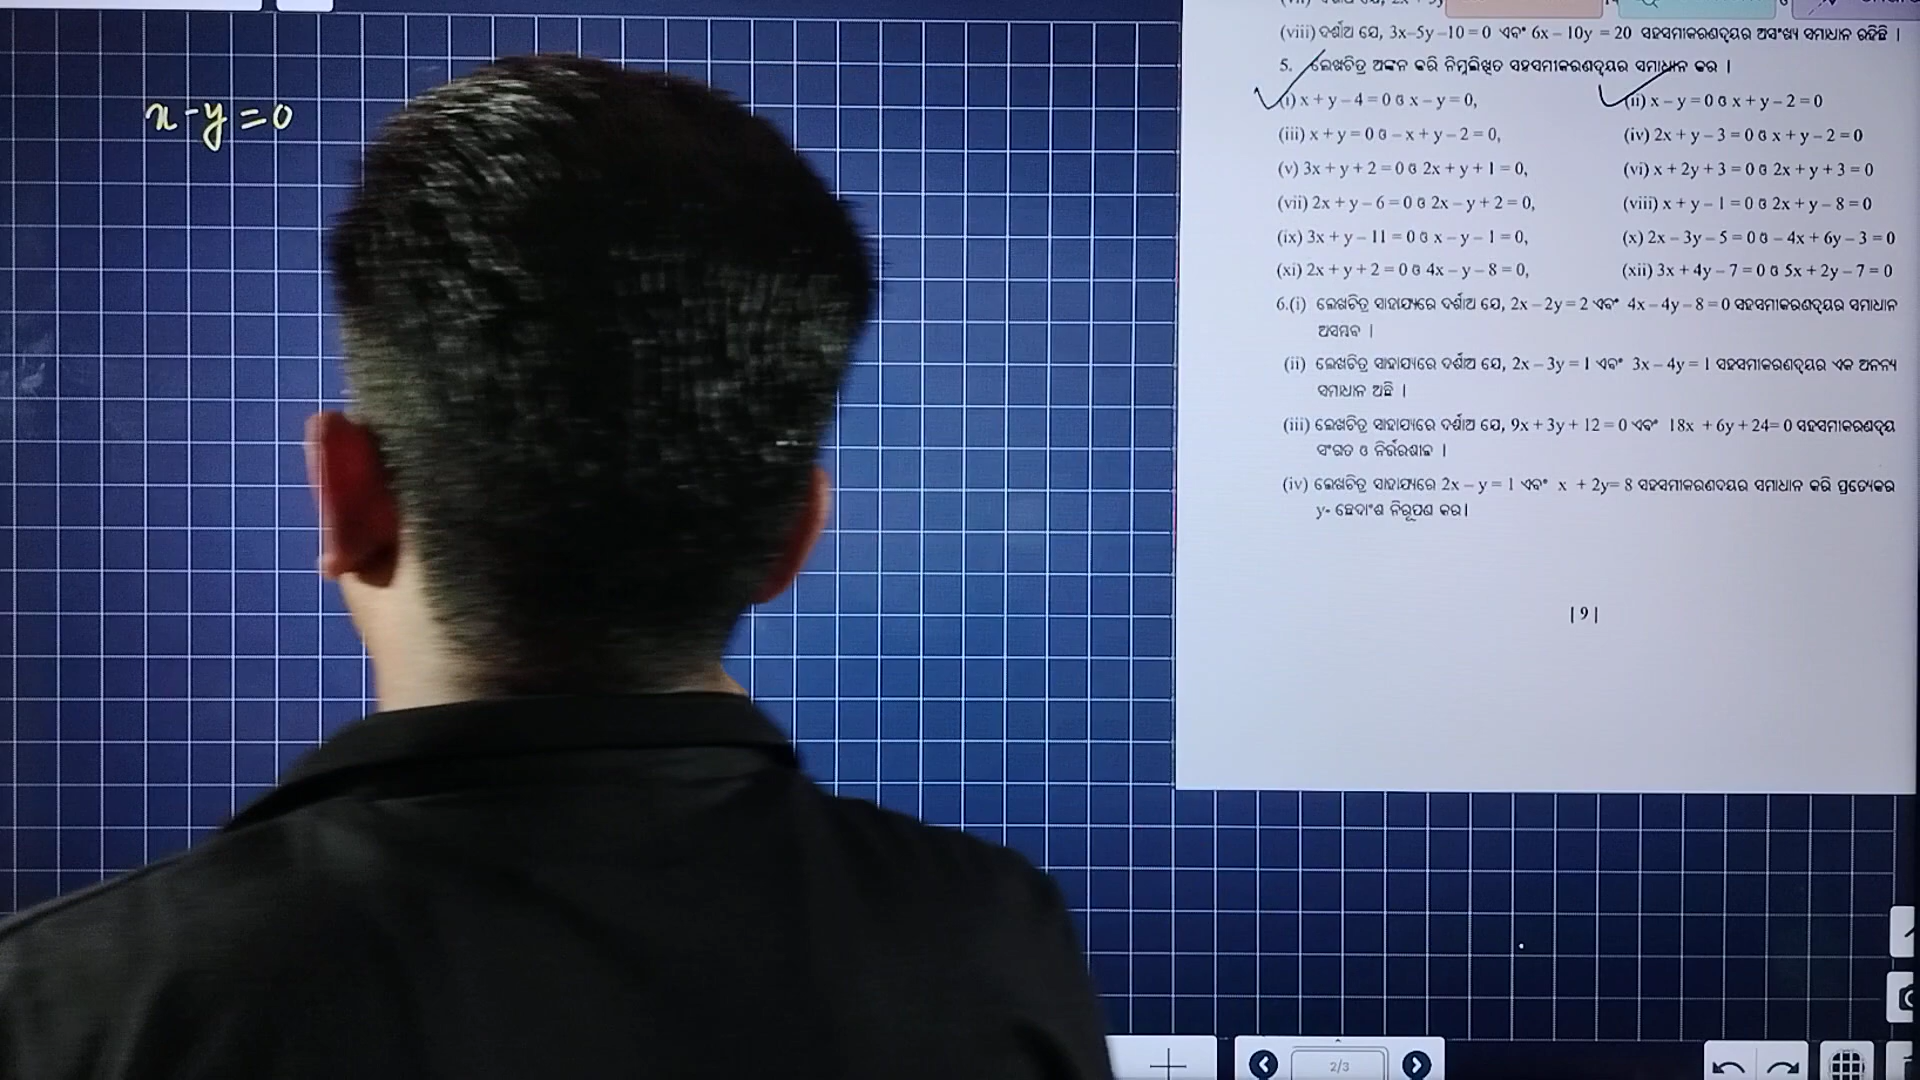 x - y = 0
(viii) ଦର୍ଶାଅ ଯେ, 3x–5y –10 = 0 ଏବଂ 6x – 10y = 20 ସହସମୀକରଣଦ୍ୱୟର ଅସଂଖ୍ୟ ସମାଧାନ ରହିଛି ।
5. ଲେଖଚିତ୍ର ଅଙ୍କନ କରି ନିମ୍ନଲିଖିତ ସହସମୀକରଣଦ୍ୱୟର ସମାଧାନ କର ।
(i) x + y – 4 = 0 ଓ x – y = 0, (ii) x – y = 0 ଓ x + y – 2 = 0
(iii) x + y = 0 ଓ – x + y – 2 = 0, (iv) 2x + y – 3 = 0 ଓ x + y – 2 = 0
(v) 3x + y + 2 = 0 ଓ 2x + y + 1 = 0, (vi) x + 2y + 3 = 0 ଓ 2x + y + 3 = 0
(vii) 2x + y – 6 = 0 ଓ 2x – y + 2 = 0, (viii) x + y – 1 = 0 ଓ 2x + y – 8 = 0
(ix) 3x + y – 11 = 0 ଓ x – y – 1 = 0, (x) 2x – 3y – 5 = 0 ଓ – 4x + 6y – 3 = 0
(xi) 2x + y + 2 = 0 ଓ 4x – y – 8 = 0, (xii) 3x + 4y – 7 = 0 ଓ 5x + 2y – 7 = 0
6.(i) ଲେଖଚିତ୍ର ସାହାଯ୍ୟରେ ଦର୍ଶାଅ ଯେ, 2x – 2y = 2 ଏବଂ 4x – 4y – 8 = 0 ସହସମୀକରଣଦ୍ୱୟର ସମାଧାନ
ଅସମ୍ଭବ ।
(ii) ଲେଖଚିତ୍ର ସାହାଯ୍ୟରେ ଦର୍ଶାଅ ଯେ, 2x – 3y = 1 ଏବଂ 3x – 4y = 1 ସହସମୀକରଣଦ୍ୱୟର ଏକ ଅନନ୍ୟ
ସମାଧାନ ଅଛି ।
(iii) ଲେଖଚିତ୍ର ସାହାଯ୍ୟରେ ଦର୍ଶାଅ ଯେ, 9x + 3y + 12 = 0 ଏବଂ 18x + 6y + 24= 0 ସହସମୀକରଣଦ୍ୱୟ
ସଂଗତ ଓ ନିର୍ଭରଶୀଳ ।
(iv) ଲେଖଚିତ୍ର ସାହାଯ୍ୟରେ 2x – y = 1 ଏବଂ x + 2y= 8 ସହସମୀକରଣଦ୍ୱୟର ସମାଧାନ କରି ପ୍ରତ୍ୟେକର
y- ଛେଦାଂଶ ନିରୂପଣ କର।
| 9 |
2/3